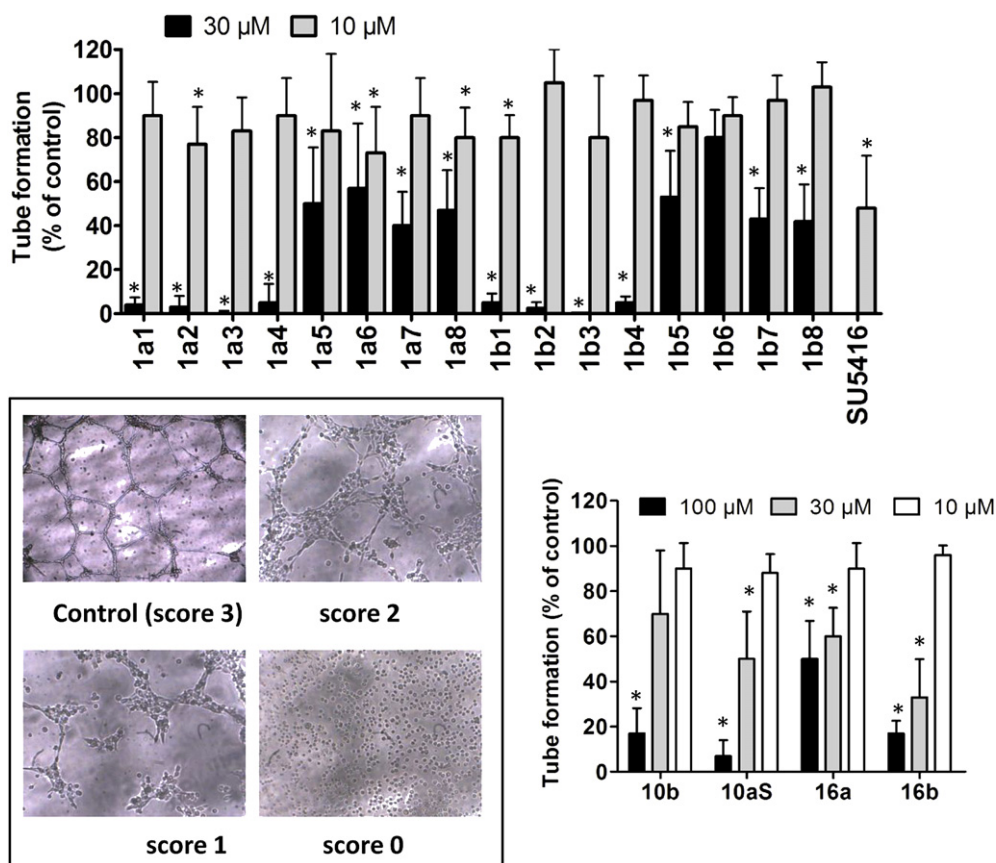 30 µM 10 µM
Tube formation
(% of control)
120
100
80
60
40
20
0
* * * * * * * * * * * * * * * * * * * *
1a1 1a2 1a3 1a4 1a5 1a6 1a7 1a8 1b1 1b2 1b3 1b4 1b5 1b6 1b7 1b8 SU5416
Control (score 3) score 2
score 1 score 0
100 µM 30 µM 10 µM
Tube formation (% of control)
120
100
80
60
40
20
0
* * * * * * *
10b 10aS 16a 16b